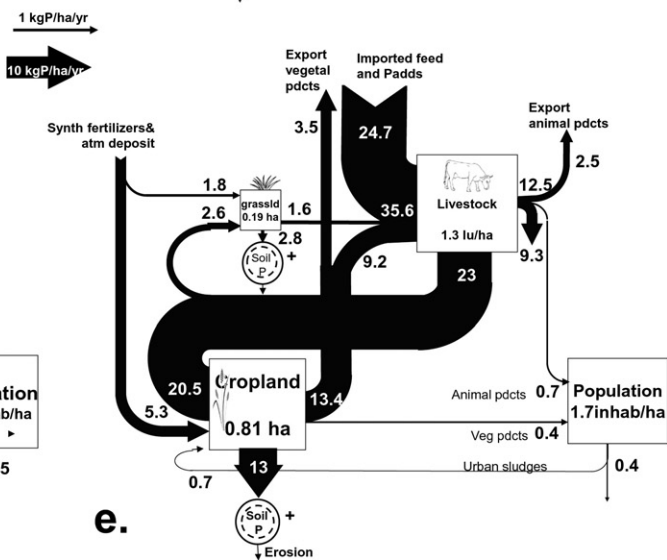 1 kgP/ha/yr
10 kgP/ha/yr
Export
vegetal
pdcts
Imported feed
and Padds
Export
animal pdcts
Synth fertilizers&
atm deposit
3.5
24.7
2.5
1.8
12.5
grassld
0.19 ha
1.6
35.6
Livestock
2.6
2.8
1.3 lu/ha
Soil
P
+
9.2
9.3
23
20.5
Cropland
13.4
0.81 ha
5.3
Animal pdcts
0.7
Population
1.7inhab/ha
Veg pdcts
0.4
ation
ab/ha
5
13
0.7
Urban sludges
0.4
Soil
P
+
e.
Erosion